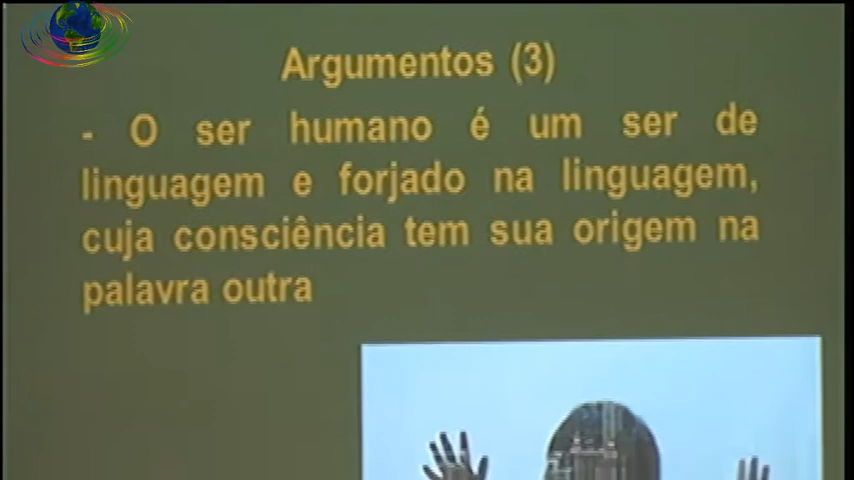 Argumentos (3)
- O ser humano é um ser de
linguagem e forjado na linguagem,
cuja consciência tem sua origem na
palavra outra